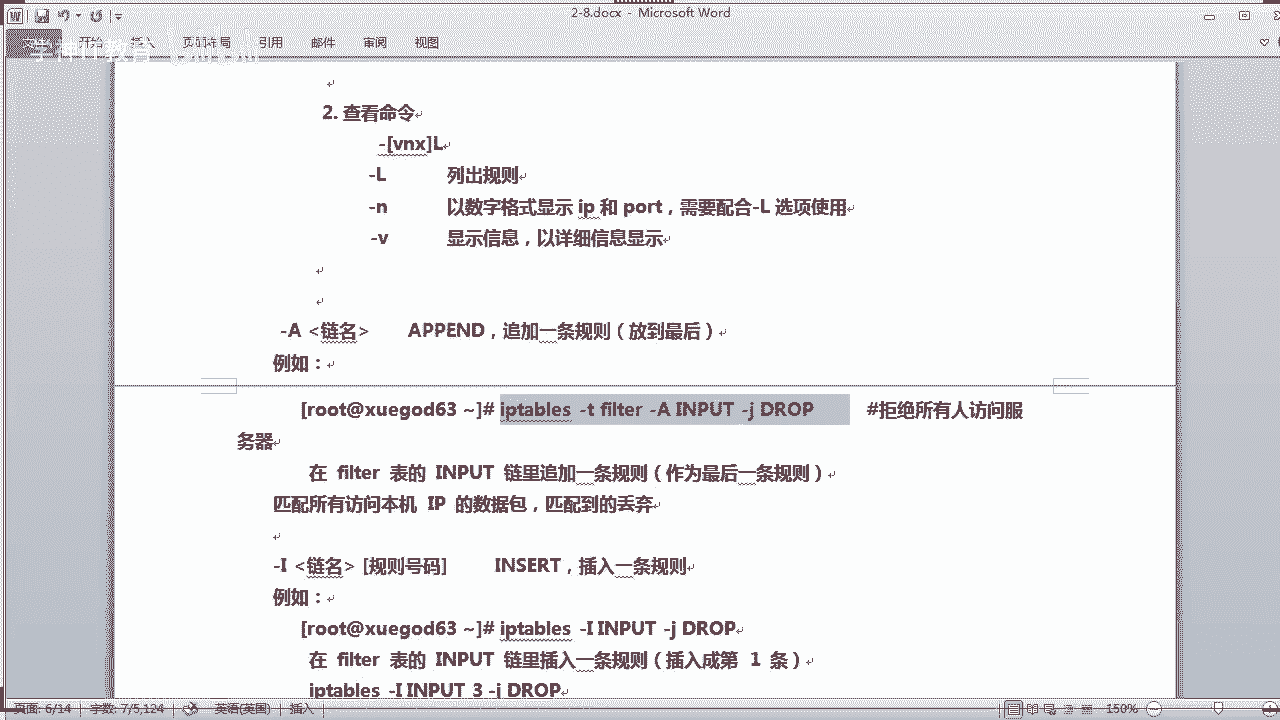 2-8.docx - Microsoft Word
开始 插入 页面布局 引用 邮件 审阅 视图
2. 查看命令
-[vnx]L
-L 列出规则
-n 以数字格式显示 ip 和 port，需要配合-L 选项使用
-v 显示信息，以详细信息显示
-A <链名> APPEND，追加一条规则（放到最后）
例如：
[root@xuegod63 ~]# iptables -t filter -A INPUT -j DROP #拒绝所有人访问服
务器
在 filter 表的 INPUT 链里追加一条规则（作为最后一条规则）
匹配所有访问本机 IP 的数据包，匹配到的丢弃
-I <链名> [规则号码] INSERT，插入一条规则
例如：
[root@xuegod63 ~]# iptables -I INPUT -j DROP
在 filter 表的 INPUT 链里插入一条规则（插入成第 1 条）
iptables -I INPUT 3 -j DROP
页面: 6/14 字数: 7/5,124 英语(美国) 插入 150%